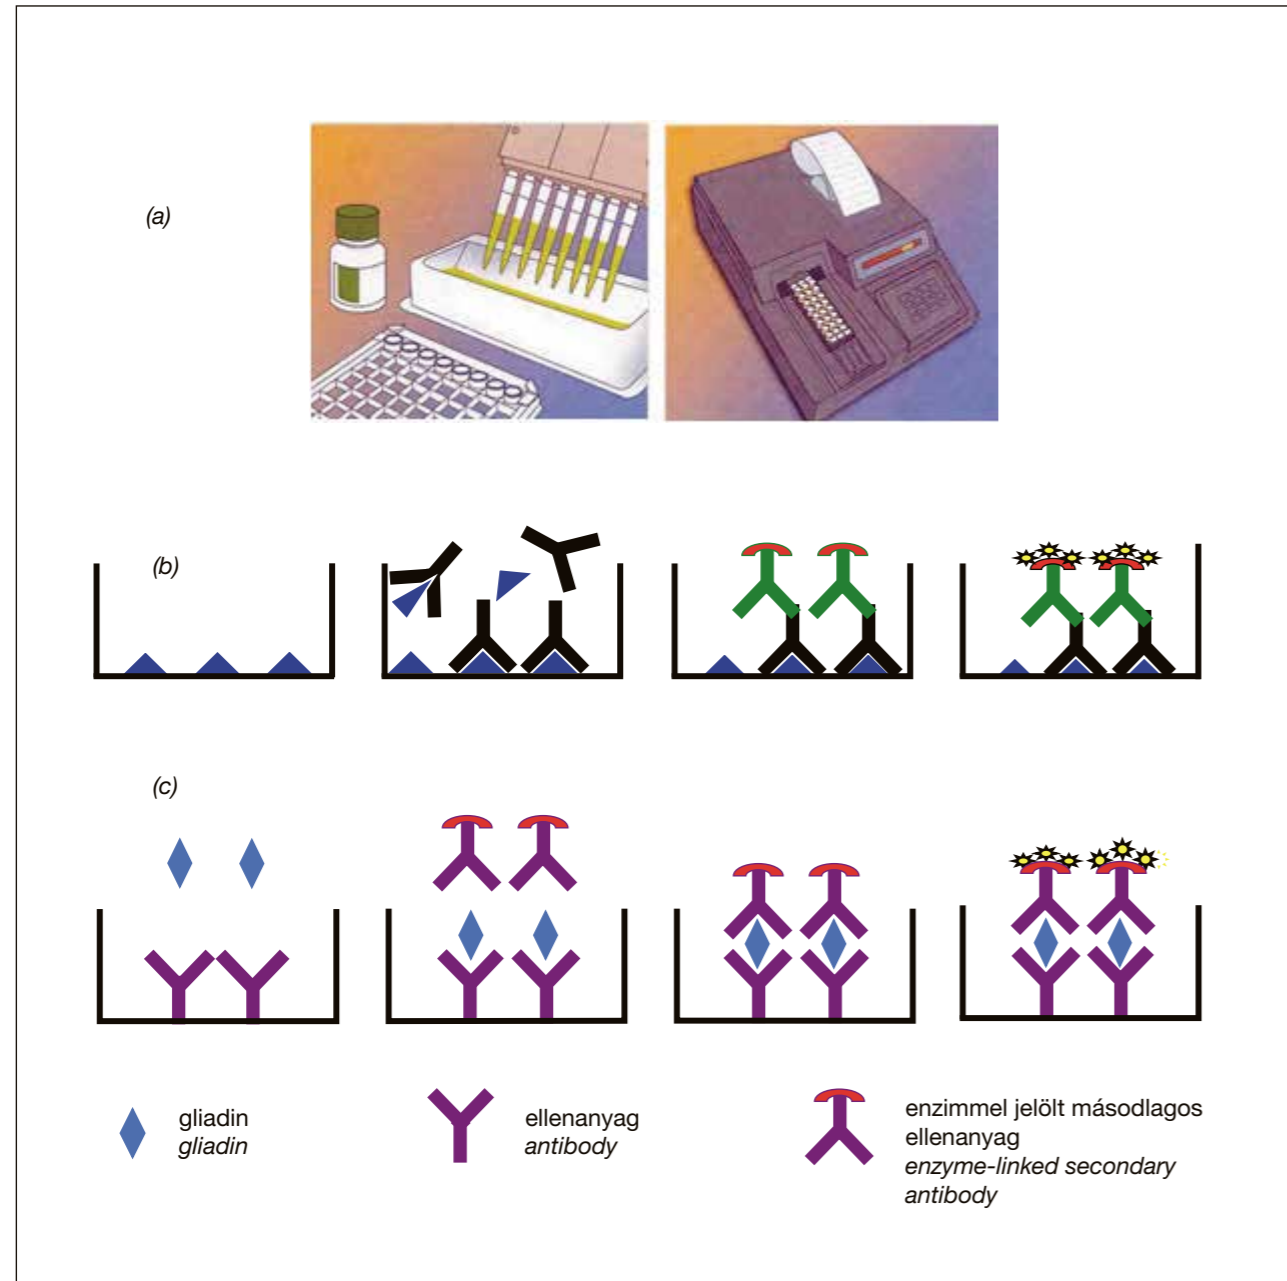 (a)
(b)
(c)
gliadin
gliadin
ellenanyag
antibody
enzimmel jelölt másodlagos
ellenanyag
enzyme-linked secondary
antibody